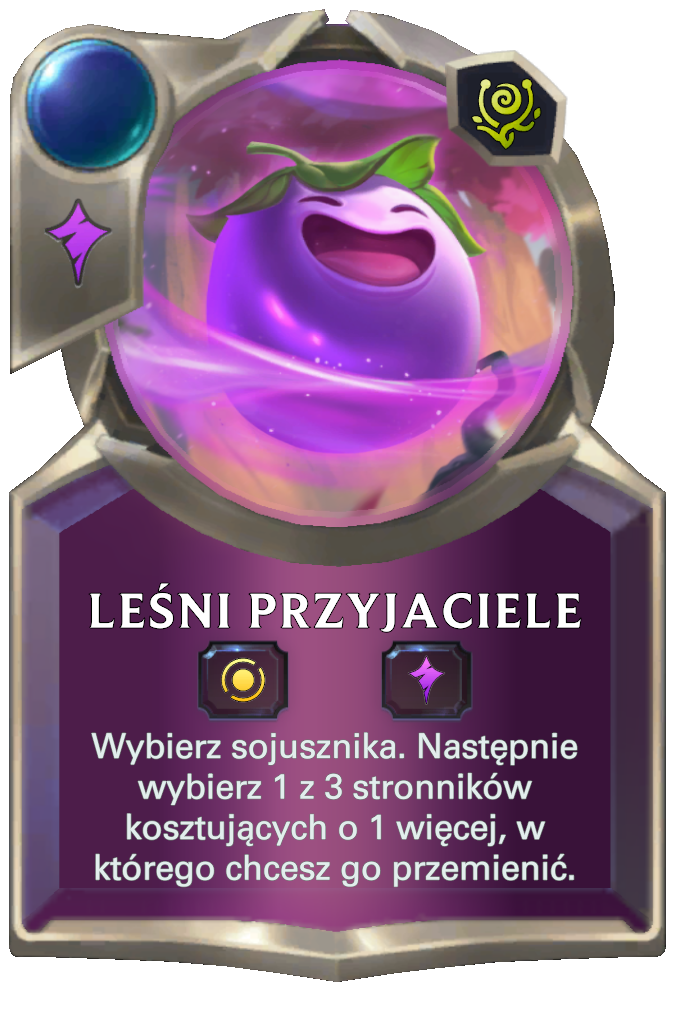 LEŚNI PRZYJACIELE
Wybierz sojusznika. Następnie
wybierz 1 z 3 stronników
kosztujących o 1 więcej, w
którego chcesz go przemienić.